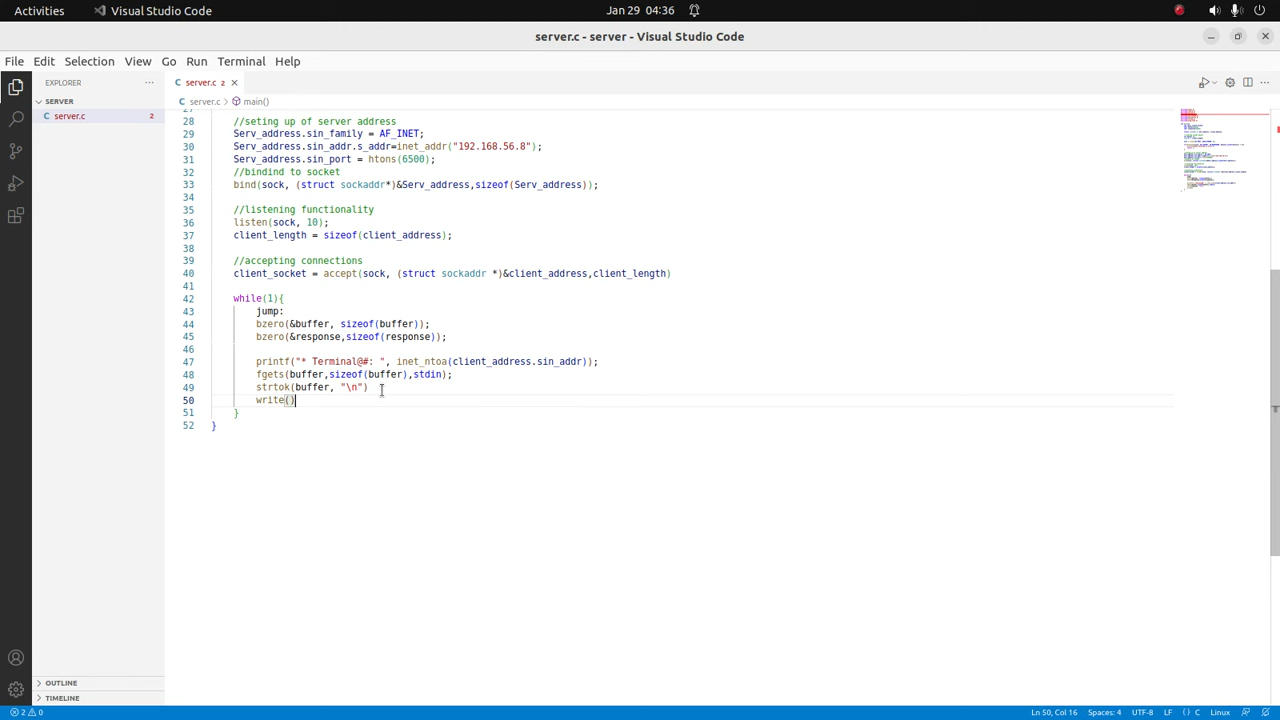 Activities
Visual Studio Code
Jan 29 04:36
server.c - server - Visual Studio Code
File Edit Selection View Go Run Terminal Help
EXPLORER
SERVER
C server.c 2
OUTLINE
TIMELINE
C server.c 2
C server.c > main()
27
28 //seting up of server address
29 Serv_address.sin_family = AF_INET;
30 Serv_address.sin_addr.s_addr=inet_addr("192.168.56.8");
31 Serv_address.sin_port = htons(6500);
32 //bindind to socket
33 bind(sock, (struct sockaddr*)&Serv_address,sizeof(Serv_address));
34
35 //listening functionality
36 listen(sock, 10);
37 client_length = sizeof(client_address);
38
39 //accepting connections
40 client_socket = accept(sock, (struct sockaddr *)&client_address,client_length)
41
42 while(1){
43 jump:
44 bzero(&buffer, sizeof(buffer));
45 bzero(&response,sizeof(response));
46
47 printf("* Terminal@#: ", inet_ntoa(client_address.sin_addr));
48 fgets(buffer,sizeof(buffer),stdin);
49 strtok(buffer, "\n")
50 write()
51 }
52 }
2 0
Ln 50, Col 16 Spaces: 4 UTF-8 LF {} C Linux